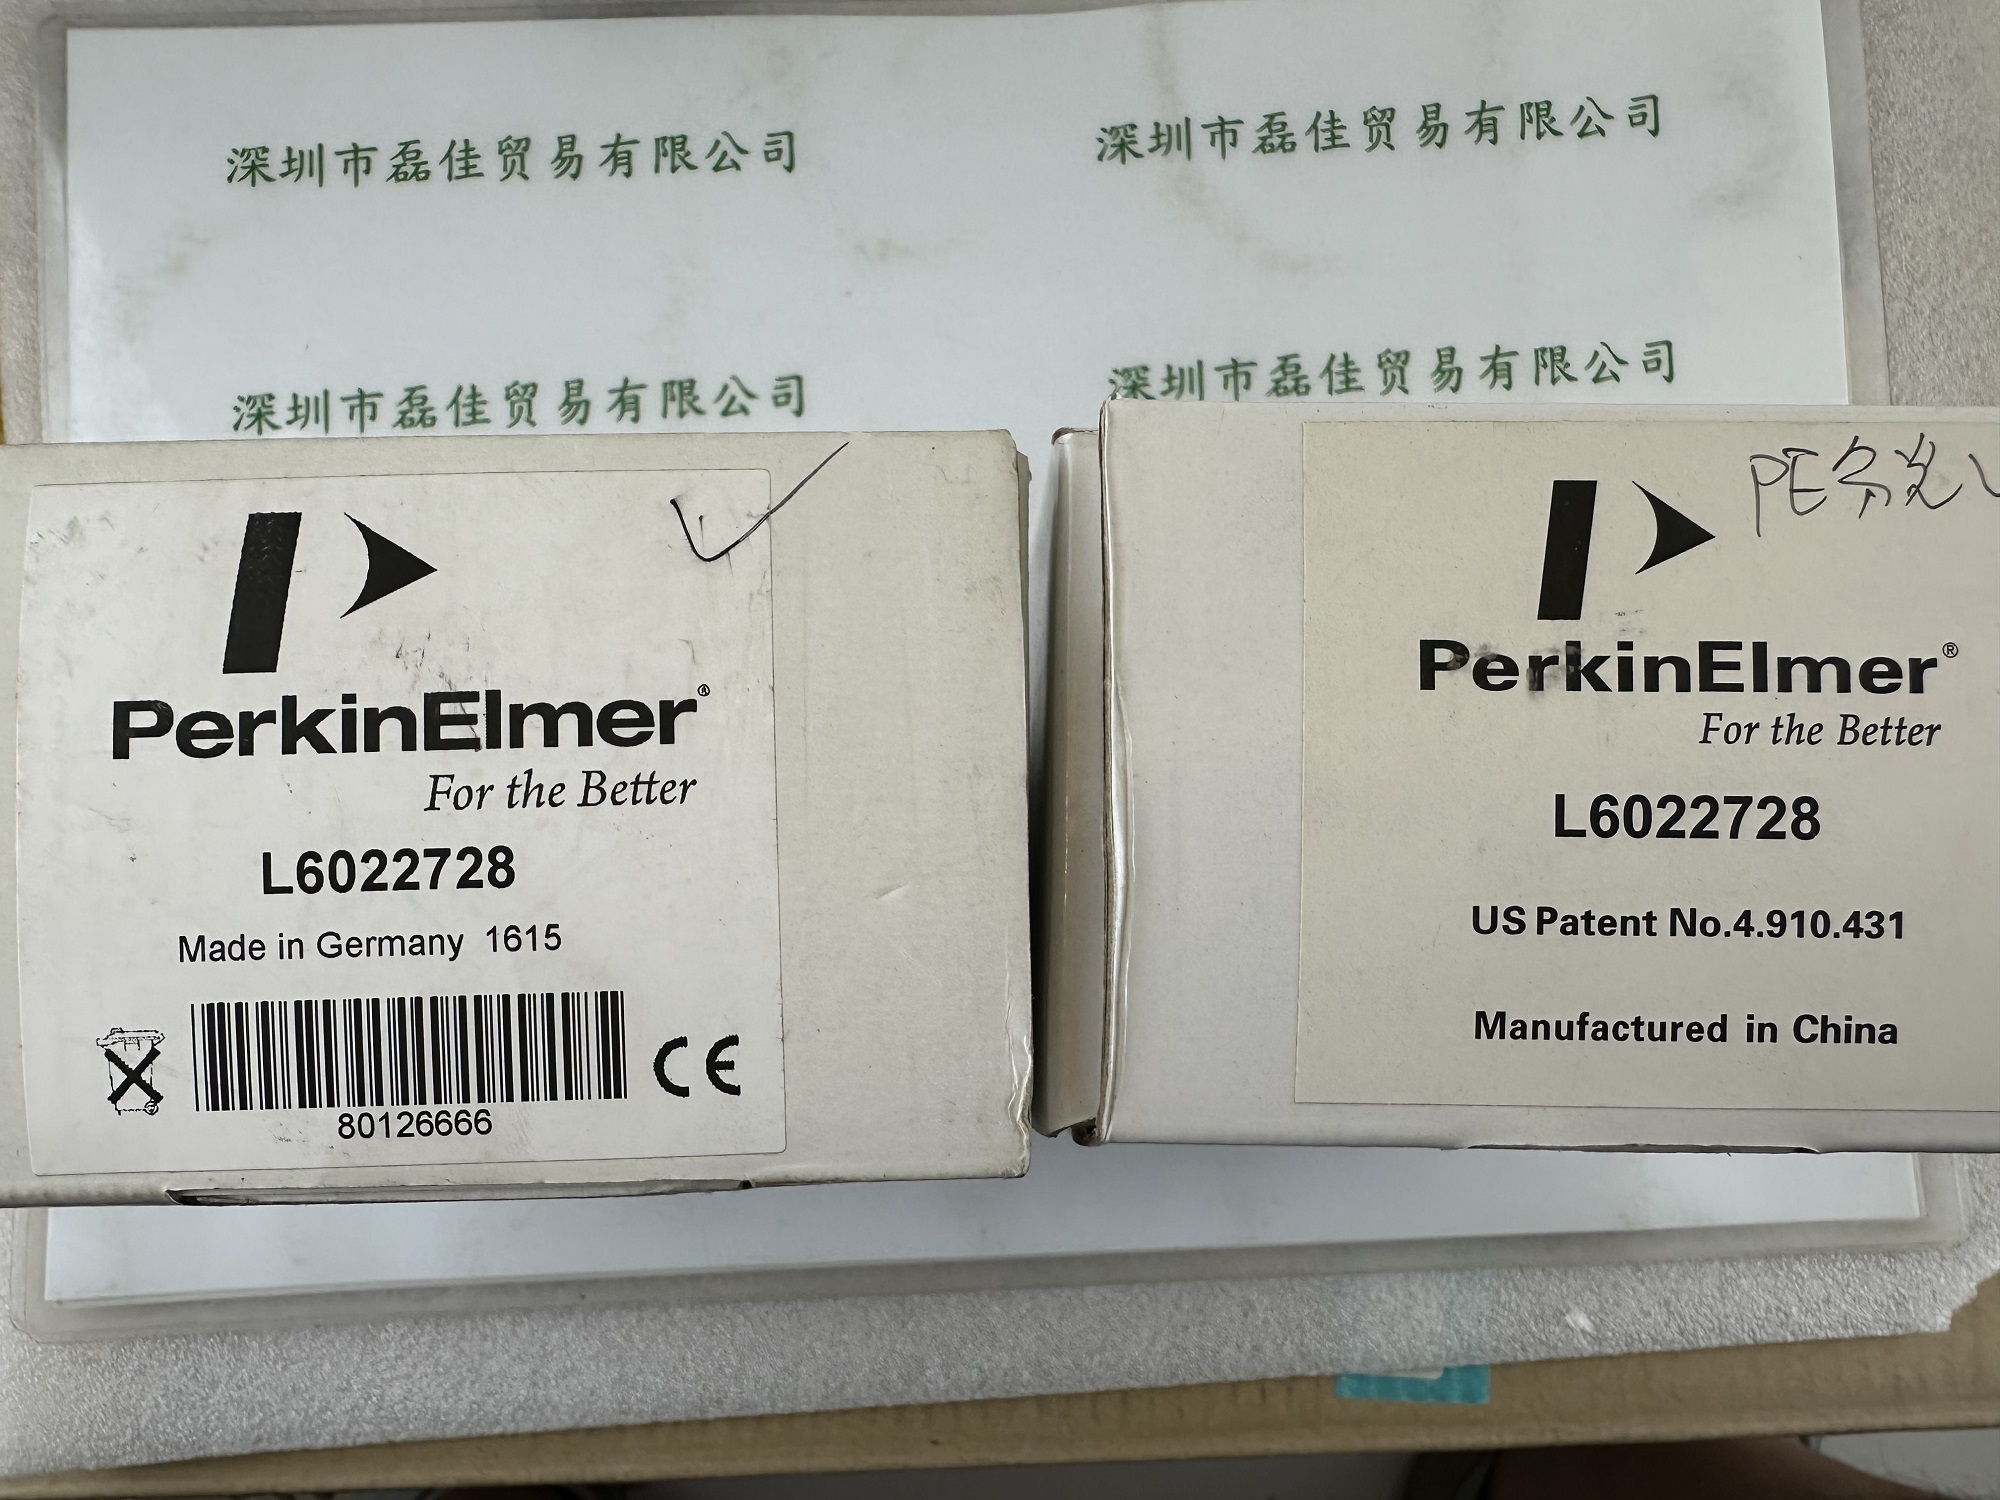 深圳市磊佳贸易有限公司
深圳市磊佳贸易有限公司
深圳市磊佳贸易有限公司
深圳市磊佳贸易有限公司
PerkinElmer®
For the Better
L6022728
Made in Germany 1615
80126666
CE
PE
PerkinElmer®
For the Better
L6022728
US Patent No.4.910.431
Manufactured in China